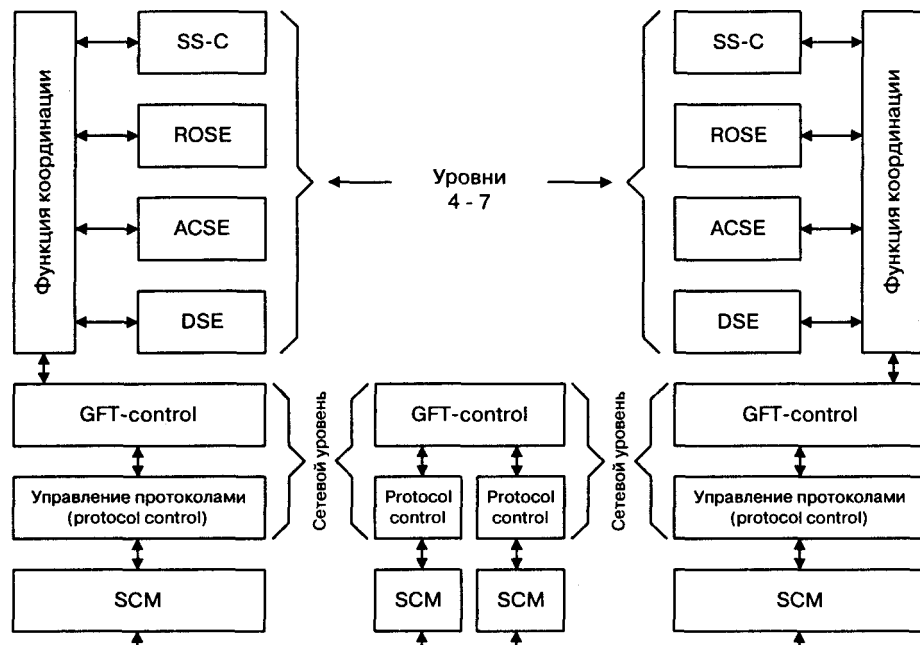 Функция координации
SS-C
ROSE
ACSE
DSE
Уровни
4 - 7
SS-C
ROSE
ACSE
DSE
Функция координации
GFT-control
Сетевой уровень
GFT-control
Сетевой уровень
GFT-control
Управление протоколами
(protocol control)
Protocol
control
Protocol
control
Управление протоколами
(protocol control)
SCM
SCM
SCM
SCM